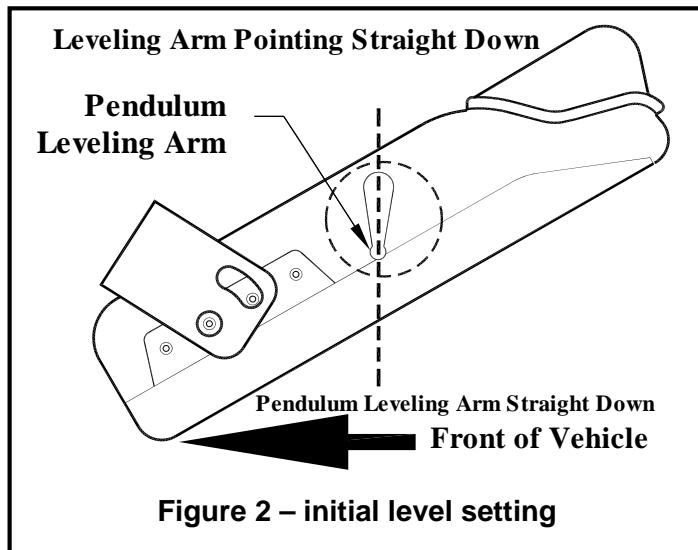 Leveling Arm Pointing Straight Down
Pendulum
Leveling Arm
Pendulum Leveling Arm Straight Down
Front of Vehicle
Figure 2 – initial level setting